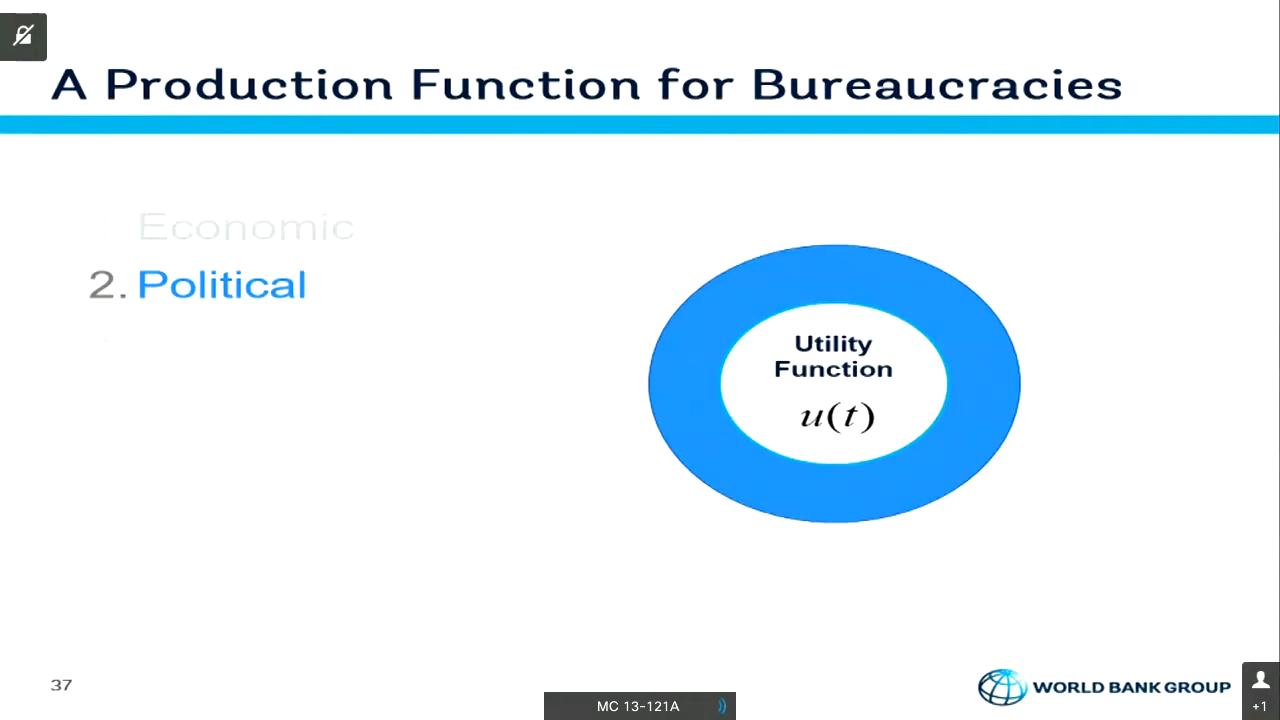 A Production Function for Bureaucracies
Economic
2. Political
Utility
Function
u(t)
37
WORLD BANK GROUP
MC 13-121A
+1